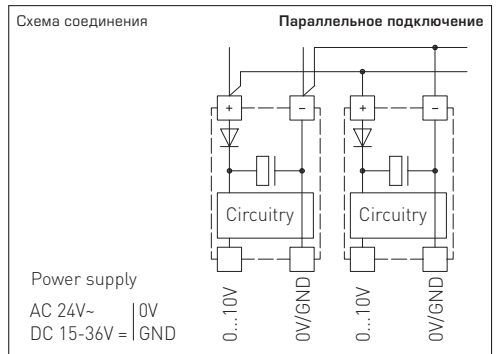 Схема соединения
Параллельное подключение
+
−
+
−
Circuitry
Circuitry
Power supply
AC 24V~ 0V
DC 15-36V = GND
0...10V
0V/GND
0...10V
0V/GND